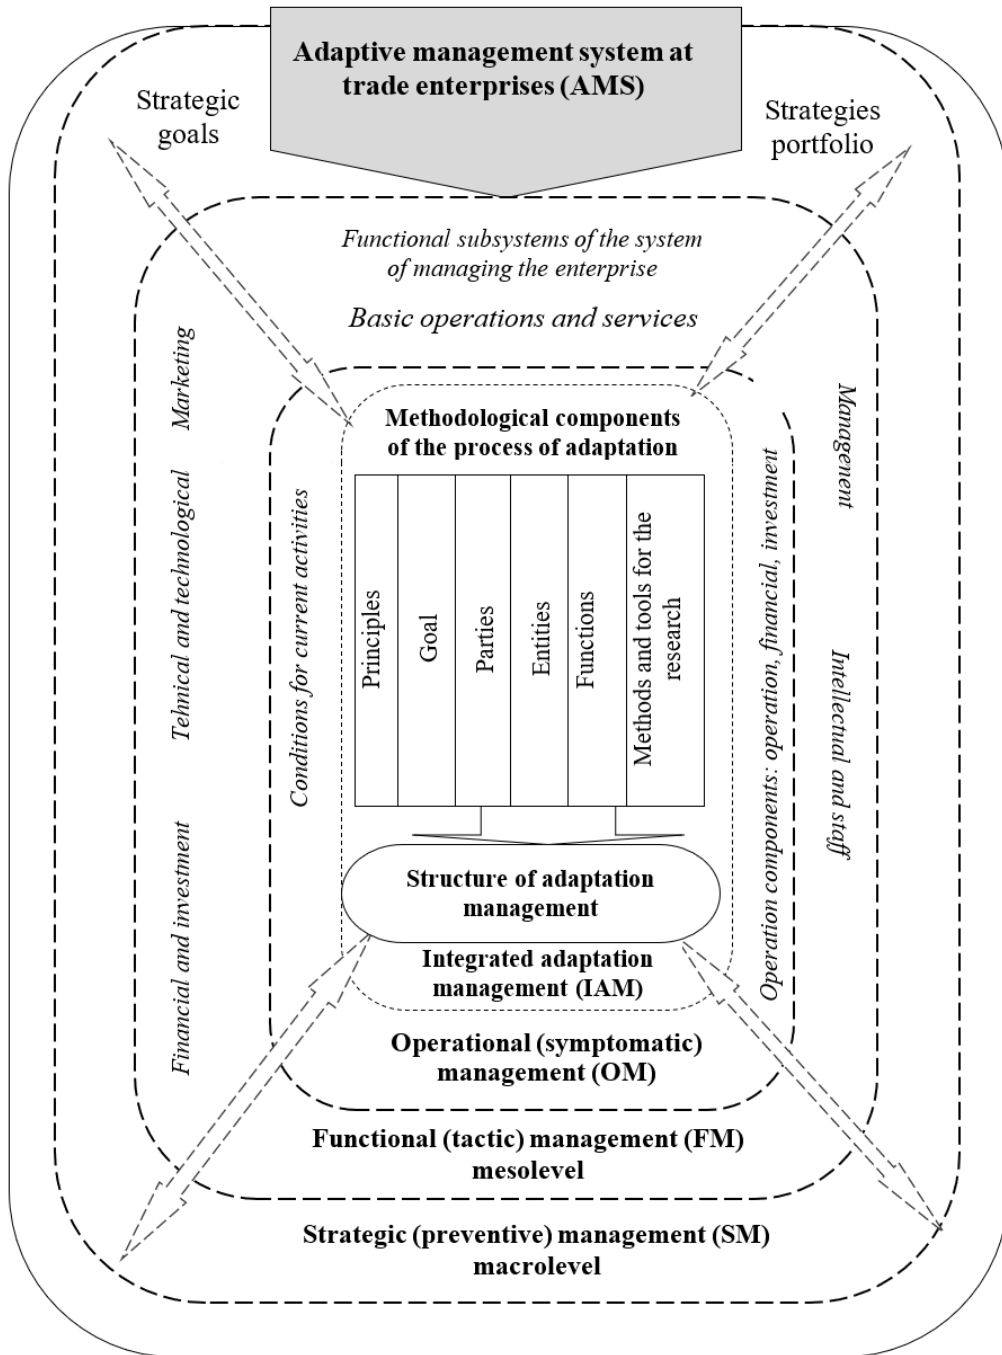 Adaptive management system at
trade enterprises (AMS)
Strategic
goals
Strategies
portfolio
Functional subsystems of the system
of managing the enterprise
Basic operations and services
Marketing
Tehnical and technological
Financial and investment
Conditions for current activities
Methodological components
of the process of adaptation
Principles
Goal
Parties
Entities
Functions
Methods and tools for the
research
Operation components: operation, financial, investment
Management
Intellectual and staff
Structure of adaptation
management
Integrated adaptation
management (IAM)
Operational (symptomatic)
management (OM)
Functional (tactic) management (FM)
mesolevel
Strategic (preventive) management (SM)
macrolevel